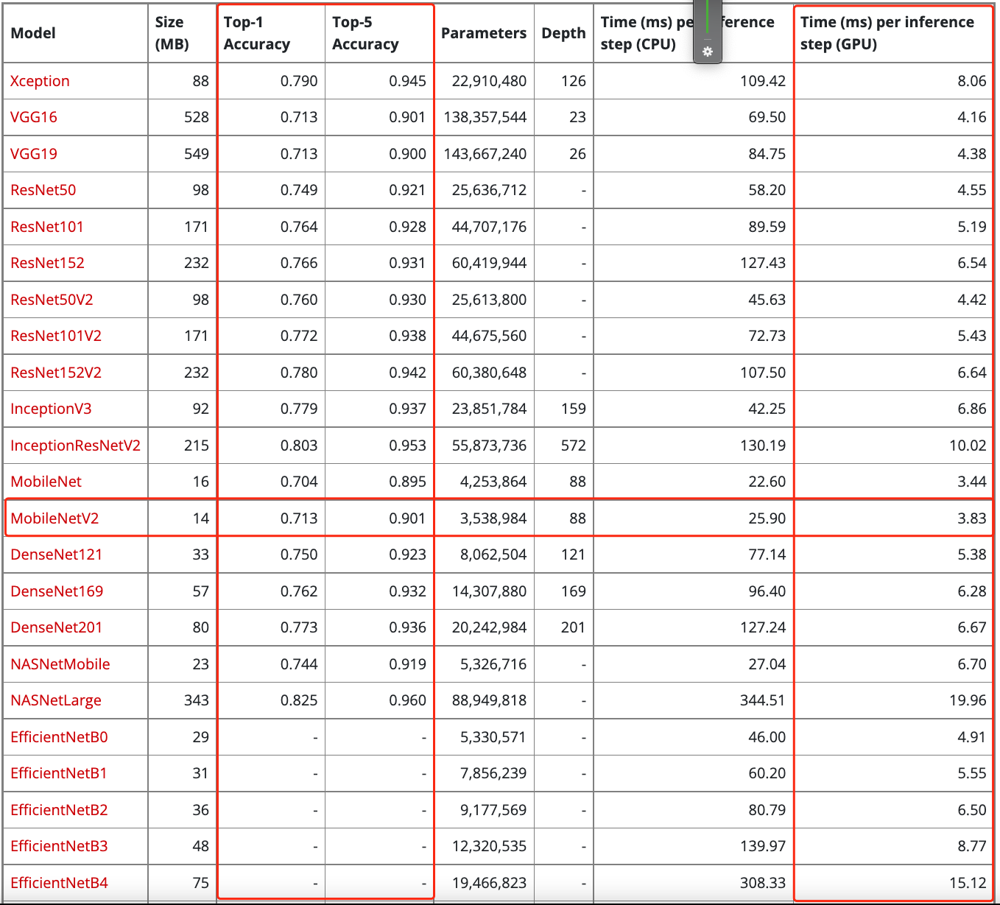 Model Size (MB) Top-1 Accuracy Top-5 Accuracy Parameters Depth Time (ms) pe ference step (CPU) Time (ms) per inference step (GPU)
Xception 88 0.790 0.945 22,910,480 126 109.42 8.06
VGG16 528 0.713 0.901 138,357,544 23 69.50 4.16
VGG19 549 0.713 0.900 143,667,240 26 84.75 4.38
ResNet50 98 0.749 0.921 25,636,712 - 58.20 4.55
ResNet101 171 0.764 0.928 44,707,176 - 89.59 5.19
ResNet152 232 0.766 0.931 60,419,944 - 127.43 6.54
ResNet50V2 98 0.760 0.930 25,613,800 - 45.63 4.42
ResNet101V2 171 0.772 0.938 44,675,560 - 72.73 5.43
ResNet152V2 232 0.780 0.942 60,380,648 - 107.50 6.64
InceptionV3 92 0.779 0.937 23,851,784 159 42.25 6.86
InceptionResNetV2 215 0.803 0.953 55,873,736 572 130.19 10.02
MobileNet 16 0.704 0.895 4,253,864 88 22.60 3.44
MobileNetV2 14 0.713 0.901 3,538,984 88 25.90 3.83
DenseNet121 33 0.750 0.923 8,062,504 121 77.14 5.38
DenseNet169 57 0.762 0.932 14,307,880 169 96.40 6.28
DenseNet201 80 0.773 0.936 20,242,984 201 127.24 6.67
NASNetMobile 23 0.744 0.919 5,326,716 - 27.04 6.70
NASNetLarge 343 0.825 0.960 88,949,818 - 344.51 19.96
EfficientNetB0 29 - - 5,330,571 - 46.00 4.91
EfficientNetB1 31 - - 7,856,239 - 60.20 5.55
EfficientNetB2 36 - - 9,177,569 - 80.79 6.50
EfficientNetB3 48 - - 12,320,535 - 139.97 8.77
EfficientNetB4 75 - - 19,466,823 - 308.33 15.12